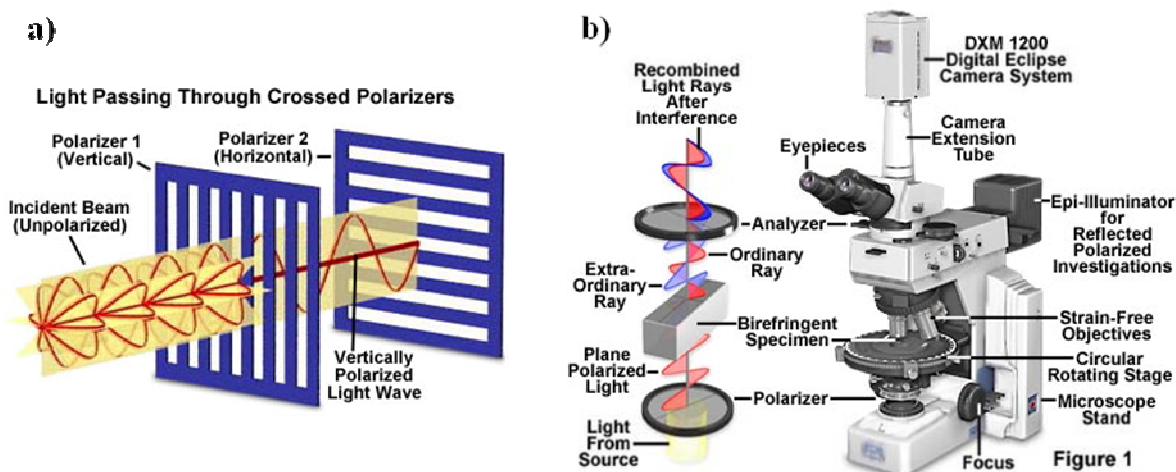 a)
Light Passing Through Crossed Polarizers
Polarizer 1
(Vertical)
Polarizer 2
(Horizontal)
Incident Beam
(Unpolarized)
Vertically
Polarized
Light Wave
b)
Recombined
Light Rays
After
Interference
Analyzer
Ordinary
Ray
Extra-
Ordinary
Ray
Birefringent
Specimen
Plane
Polarized
Light
Polarizer
Light
From
Source
DXM 1200
Digital Eclipse
Camera System
Camera
Extension
Tube
Eyepieces
Epi-Illuminator
for
Reflected
Polarized
Investigations
Strain-Free
Objectives
Circular
Rotating Stage
Microscope
Stand
Focus
Figure 1